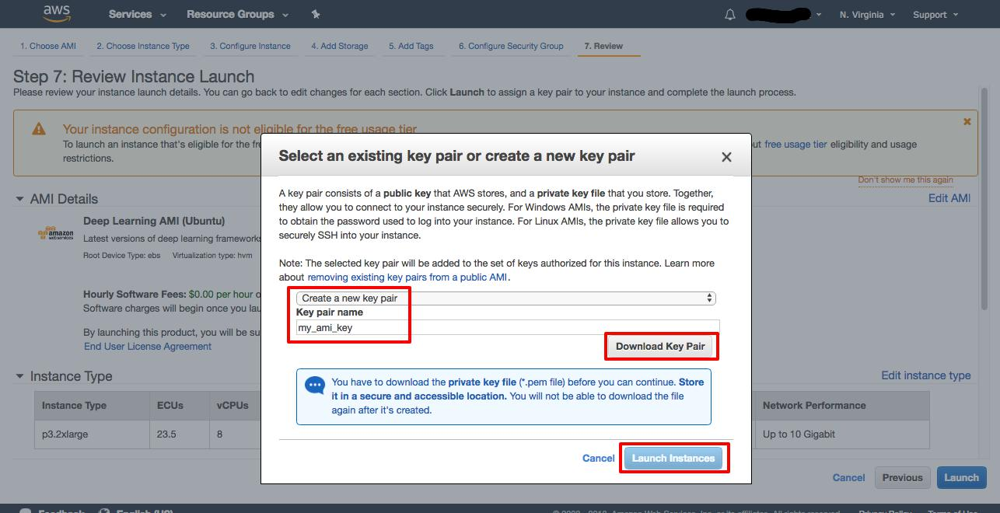 aws
Services
Resource Groups
N. Virginia
Support
1. Choose AMI
2. Choose Instance Type
3. Configure Instance
4. Add Storage
5. Add Tags
6. Configure Security Group
7. Review
Step 7: Review Instance Launch
Please review your instance launch details. You can go back to edit changes for each section. Click Launch to assign a key pair to your instance and complete the launch process.
Your instance configuration is not eligible for the free usage tier
To launch an instance that's eligible for the
free usage tier eligibility and usage
restrictions.
Don't show me this again
AMI Details
Edit AMI
amazon
webservices
Deep Learning AMI (Ubuntu)
Latest versions of deep learning frameworks
Root Device Type: ebs Virtualization type: hvm
Hourly Software Fees: $0.00 per hour
Software charges will begin once you
By launching this product, you will be
End User License Agreement
Instance Type
Edit instance type
Instance Type
ECUs
vCPUs
Network Performance
p3.2xlarge
23.5
8
Up to 10 Gigabit
Select an existing key pair or create a new key pair
A key pair consists of a public key that AWS stores, and a private key file that you store. Together,
they allow you to connect to your instance securely. For Windows AMIs, the private key file is required
to obtain the password used to log into your instance. For Linux AMIs, the private key file allows you to
securely SSH into your instance.
Note: The selected key pair will be added to the set of keys authorized for this instance. Learn more
about removing existing key pairs from a public AMI.
Create a new key pair
Key pair name
my_ami_key
Download Key Pair
You have to download the private key file (*.pem file) before you can continue. Store
it in a secure and accessible location. You will not be able to download the file
again after it's created.
Cancel
Launch Instances
Cancel
Previous
Launch